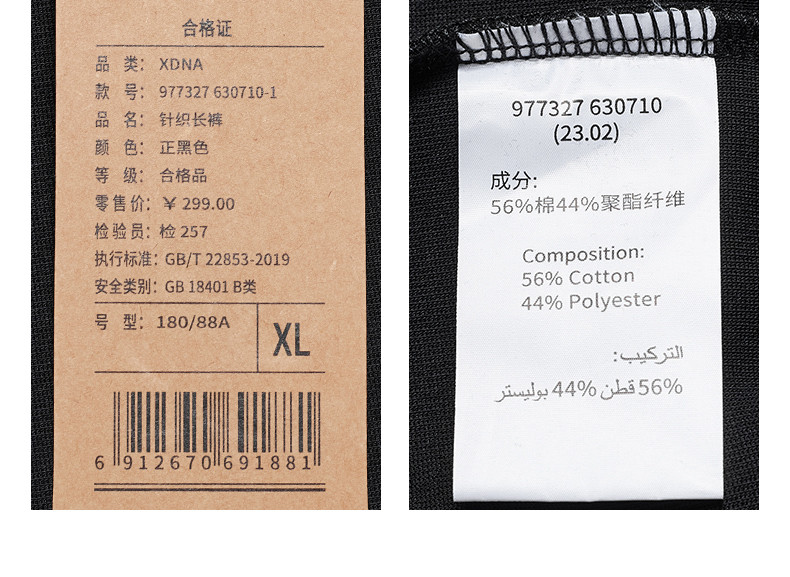 合格证
品 类: XDNA
款 号: 977327 630710-1
品 名: 针织长裤
颜 色: 正黑色
等 级: 合格品
零售价: ￥ 299.00
检验员: 检 257
执行标准: GB/T 22853-2019
安全类别: GB 18401 B类
号 型: 180/88A
XL
6 912670 691881
977327 630710
(23.02)
成分:
56%棉44%聚酯纤维
Composition:
56% Cotton
44% Polyester
التركيب:
56% قطن 44% بوليستر